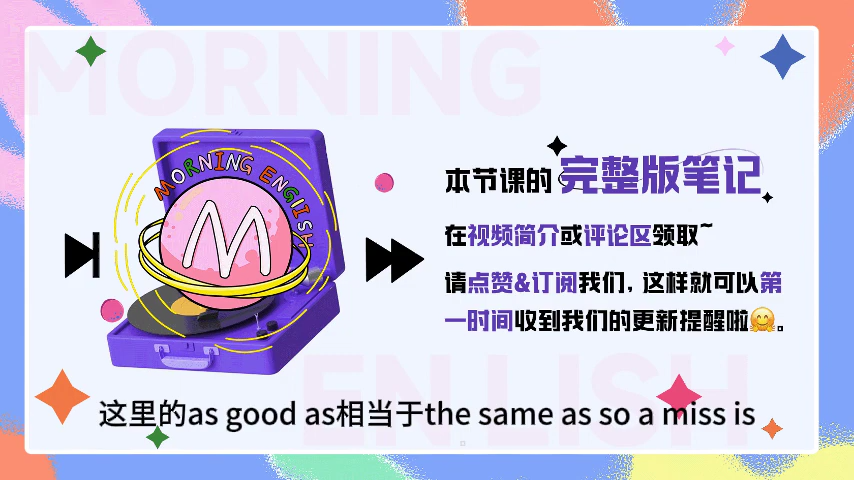 MORNING
MORNING ENGLISH
M
本节课的 完整版笔记
在视频简介或评论区领取~
请点赞&订阅我们，这样就可以第
一时间收到我们的更新提醒啦🤗。
ENLISH
这里的as good as相当于the same as so a miss is